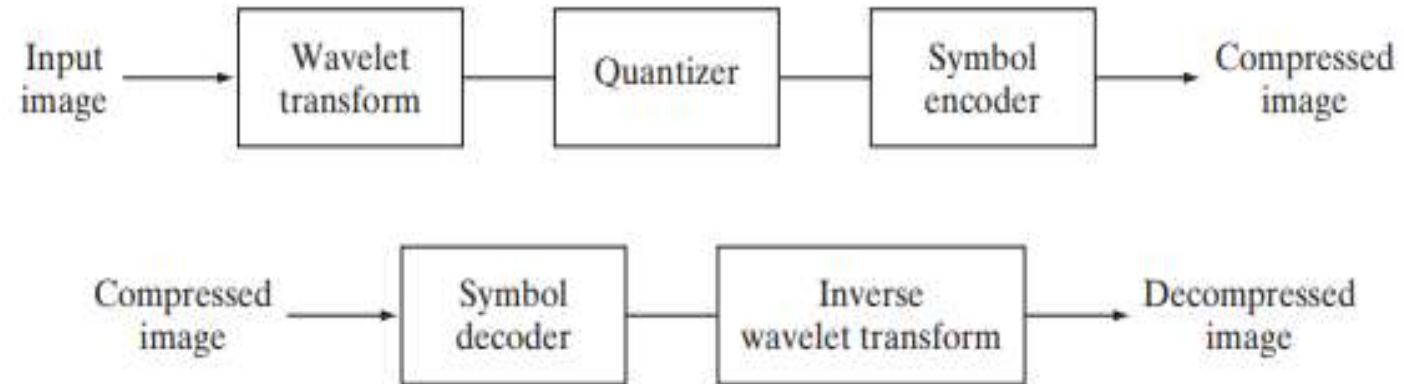 Input
image
Wavelet
transform
Quantizer
Symbol
encoder
Compressed
image
Compressed
image
Symbol
decoder
Inverse
wavelet transform
Decompressed
image